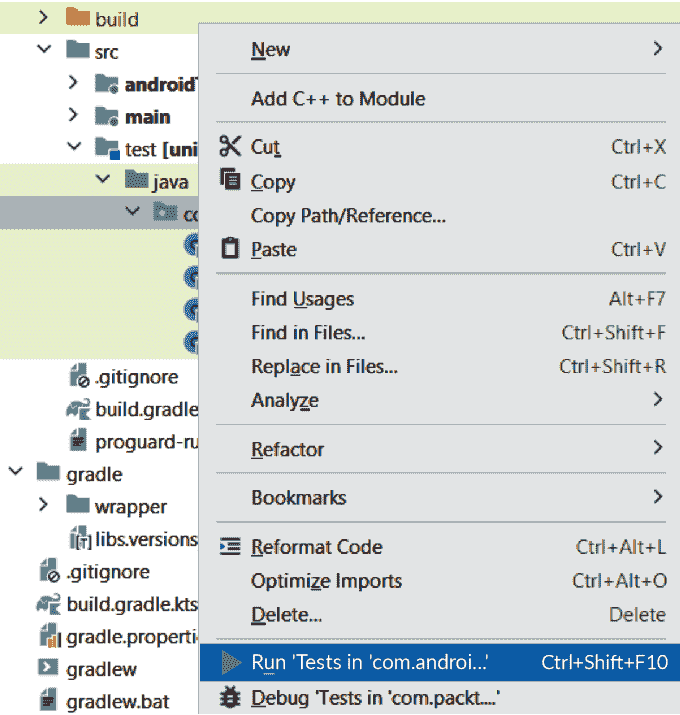 build
src
androidT
main
test [uni
java
co
.gitignore
build.gradle
proguard-ru
gradle
wrapper
libs.versions
.gitignore
build.gradle.kts
gradle.properti
gradlew
gradlew.bat
New
Add C++ to Module
Cut Ctrl+X
Copy Ctrl+C
Copy Path/Reference...
Paste Ctrl+V
Find Usages Alt+F7
Find in Files... Ctrl+Shift+F
Replace in Files... Ctrl+Shift+R
Analyze
Refactor
Bookmarks
Reformat Code Ctrl+Alt+L
Optimize Imports Ctrl+Alt+O
Delete... Delete
Run 'Tests in 'com.androi...' Ctrl+Shift+F10
Debug 'Tests in 'com.packt....'